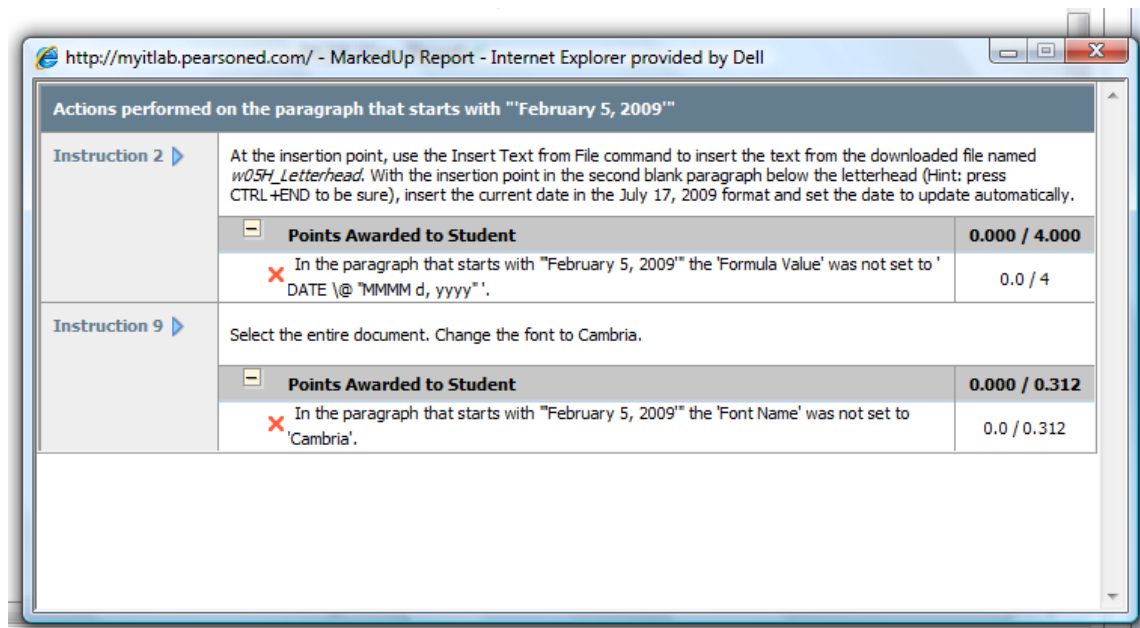 http://myitlab.pearsoned.com/ - MarkedUp Report - Internet Explorer provided by Dell
Actions performed on the paragraph that starts with "'February 5, 2009'"
Instruction 2
At the insertion point, use the Insert Text from File command to insert the text from the downloaded file named
w05H_Letterhead. With the insertion point in the second blank paragraph below the letterhead (Hint: press
CTRL+END to be sure), insert the current date in the July 17, 2009 format and set the date to update automatically.
Points Awarded to Student 0.000 / 4.000
In the paragraph that starts with "'February 5, 2009'" the 'Formula Value' was not set to '
DATE \@ "MMMM d, yyyy" '.
0.0 / 4
Instruction 9
Select the entire document. Change the font to Cambria.
Points Awarded to Student 0.000 / 0.312
In the paragraph that starts with "'February 5, 2009'" the 'Font Name' was not set to
'Cambria'.
0.0 / 0.312